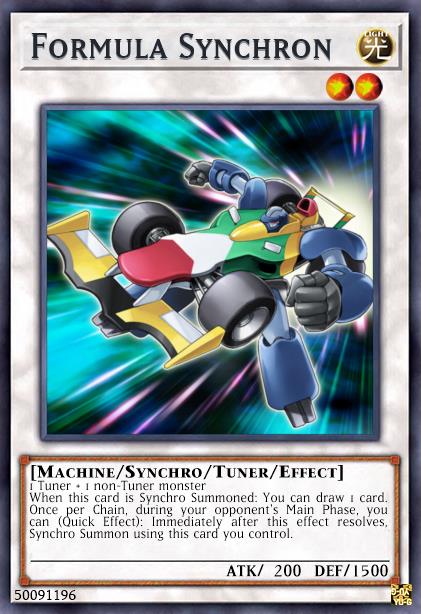 FORMULA SYNCHRON
LIGHT
光
[MACHINE/SYNCHRO/TUNER/EFFECT]
1 Tuner + 1 non-Tuner monster
When this card is Synchro Summoned: You can draw 1 card.
Once per Chain, during your opponent's Main Phase, you
can (Quick Effect): Immediately after this effect resolves,
Synchro Summon using this card you control.
ATK/ 200 DEF/1500
50091196